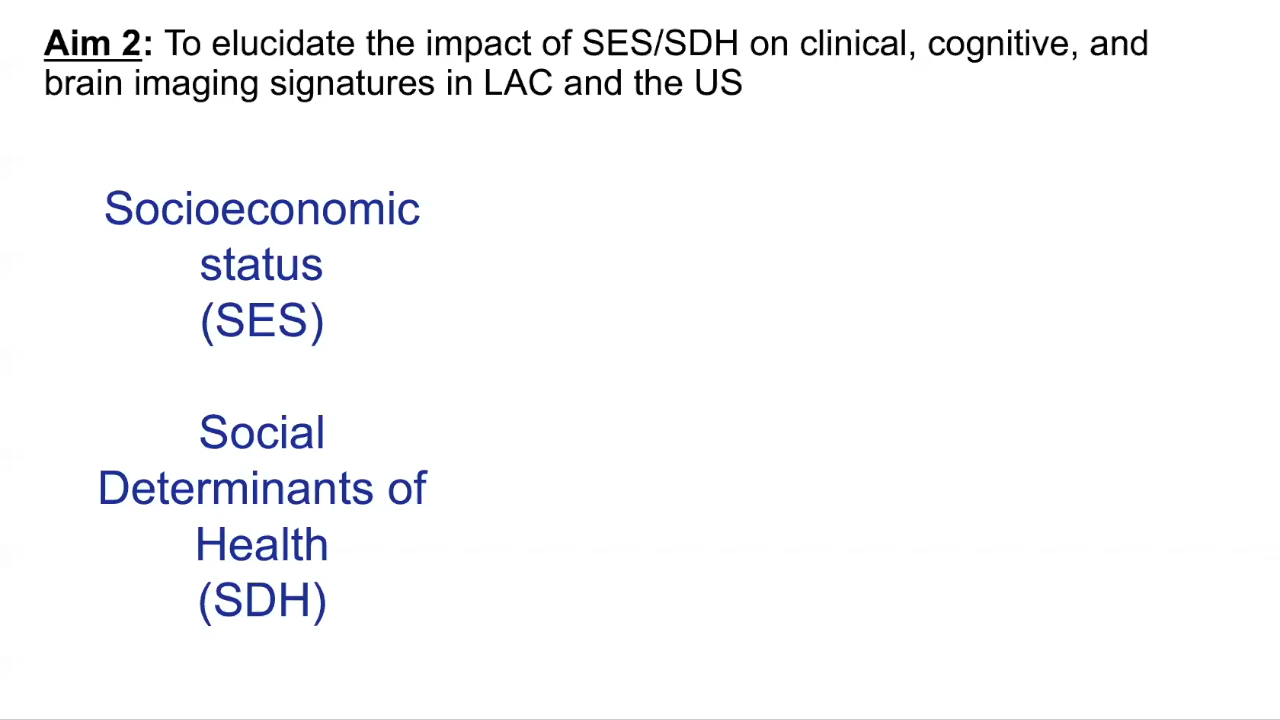 Aim 2: To elucidate the impact of SES/SDH on clinical, cognitive, and
brain imaging signatures in LAC and the US
Socioeconomic
status
(SES)
Social
Determinants of
Health
(SDH)